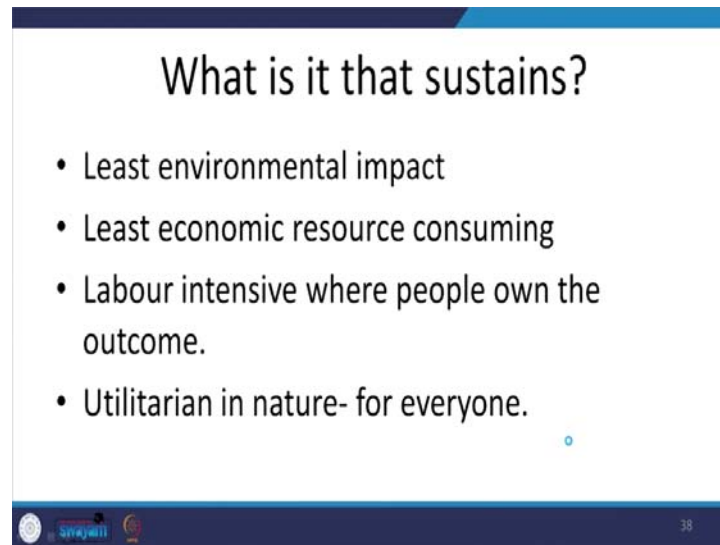 What is it that sustains?
• Least environmental impact
• Least economic resource consuming
• Labour intensive where people own the
outcome.
• Utilitarian in nature- for everyone.
swayam
38